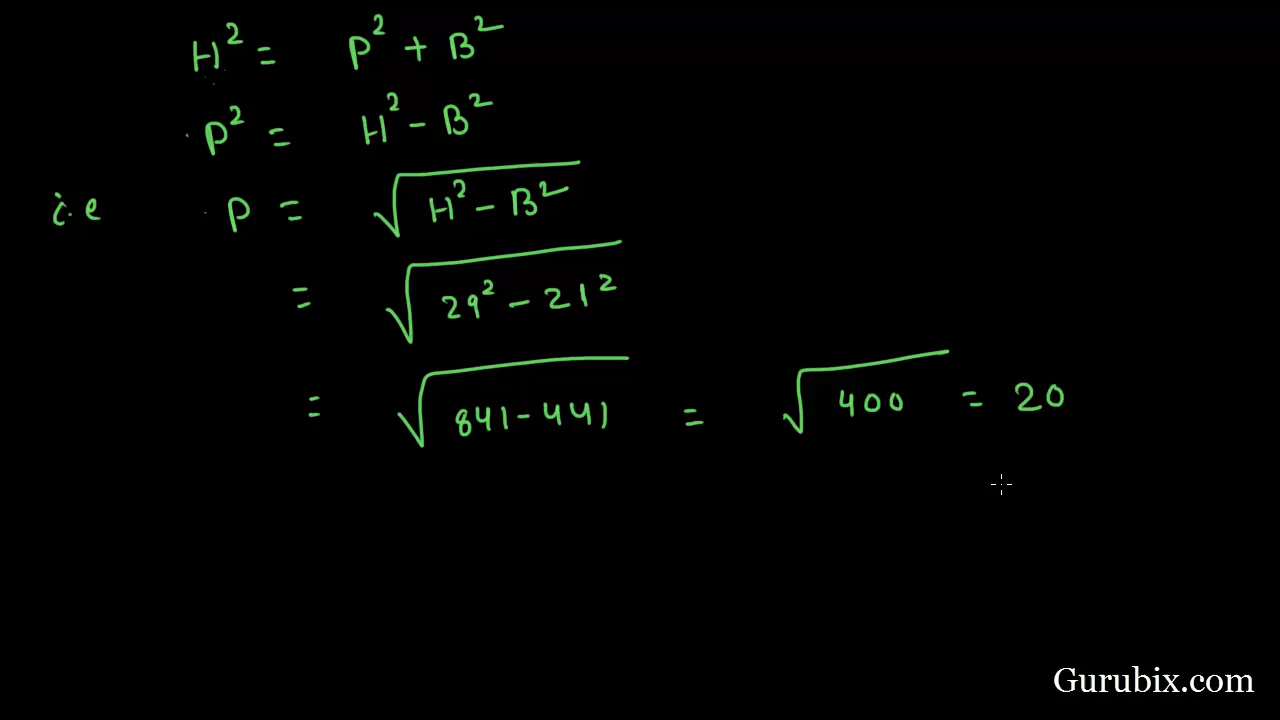 H² = P² + B²
P² = H² - B²
i.e P = √(H² - B²)
= √(29² - 21²)
= √(841 - 441) = √400 = 20
Gurubix.com